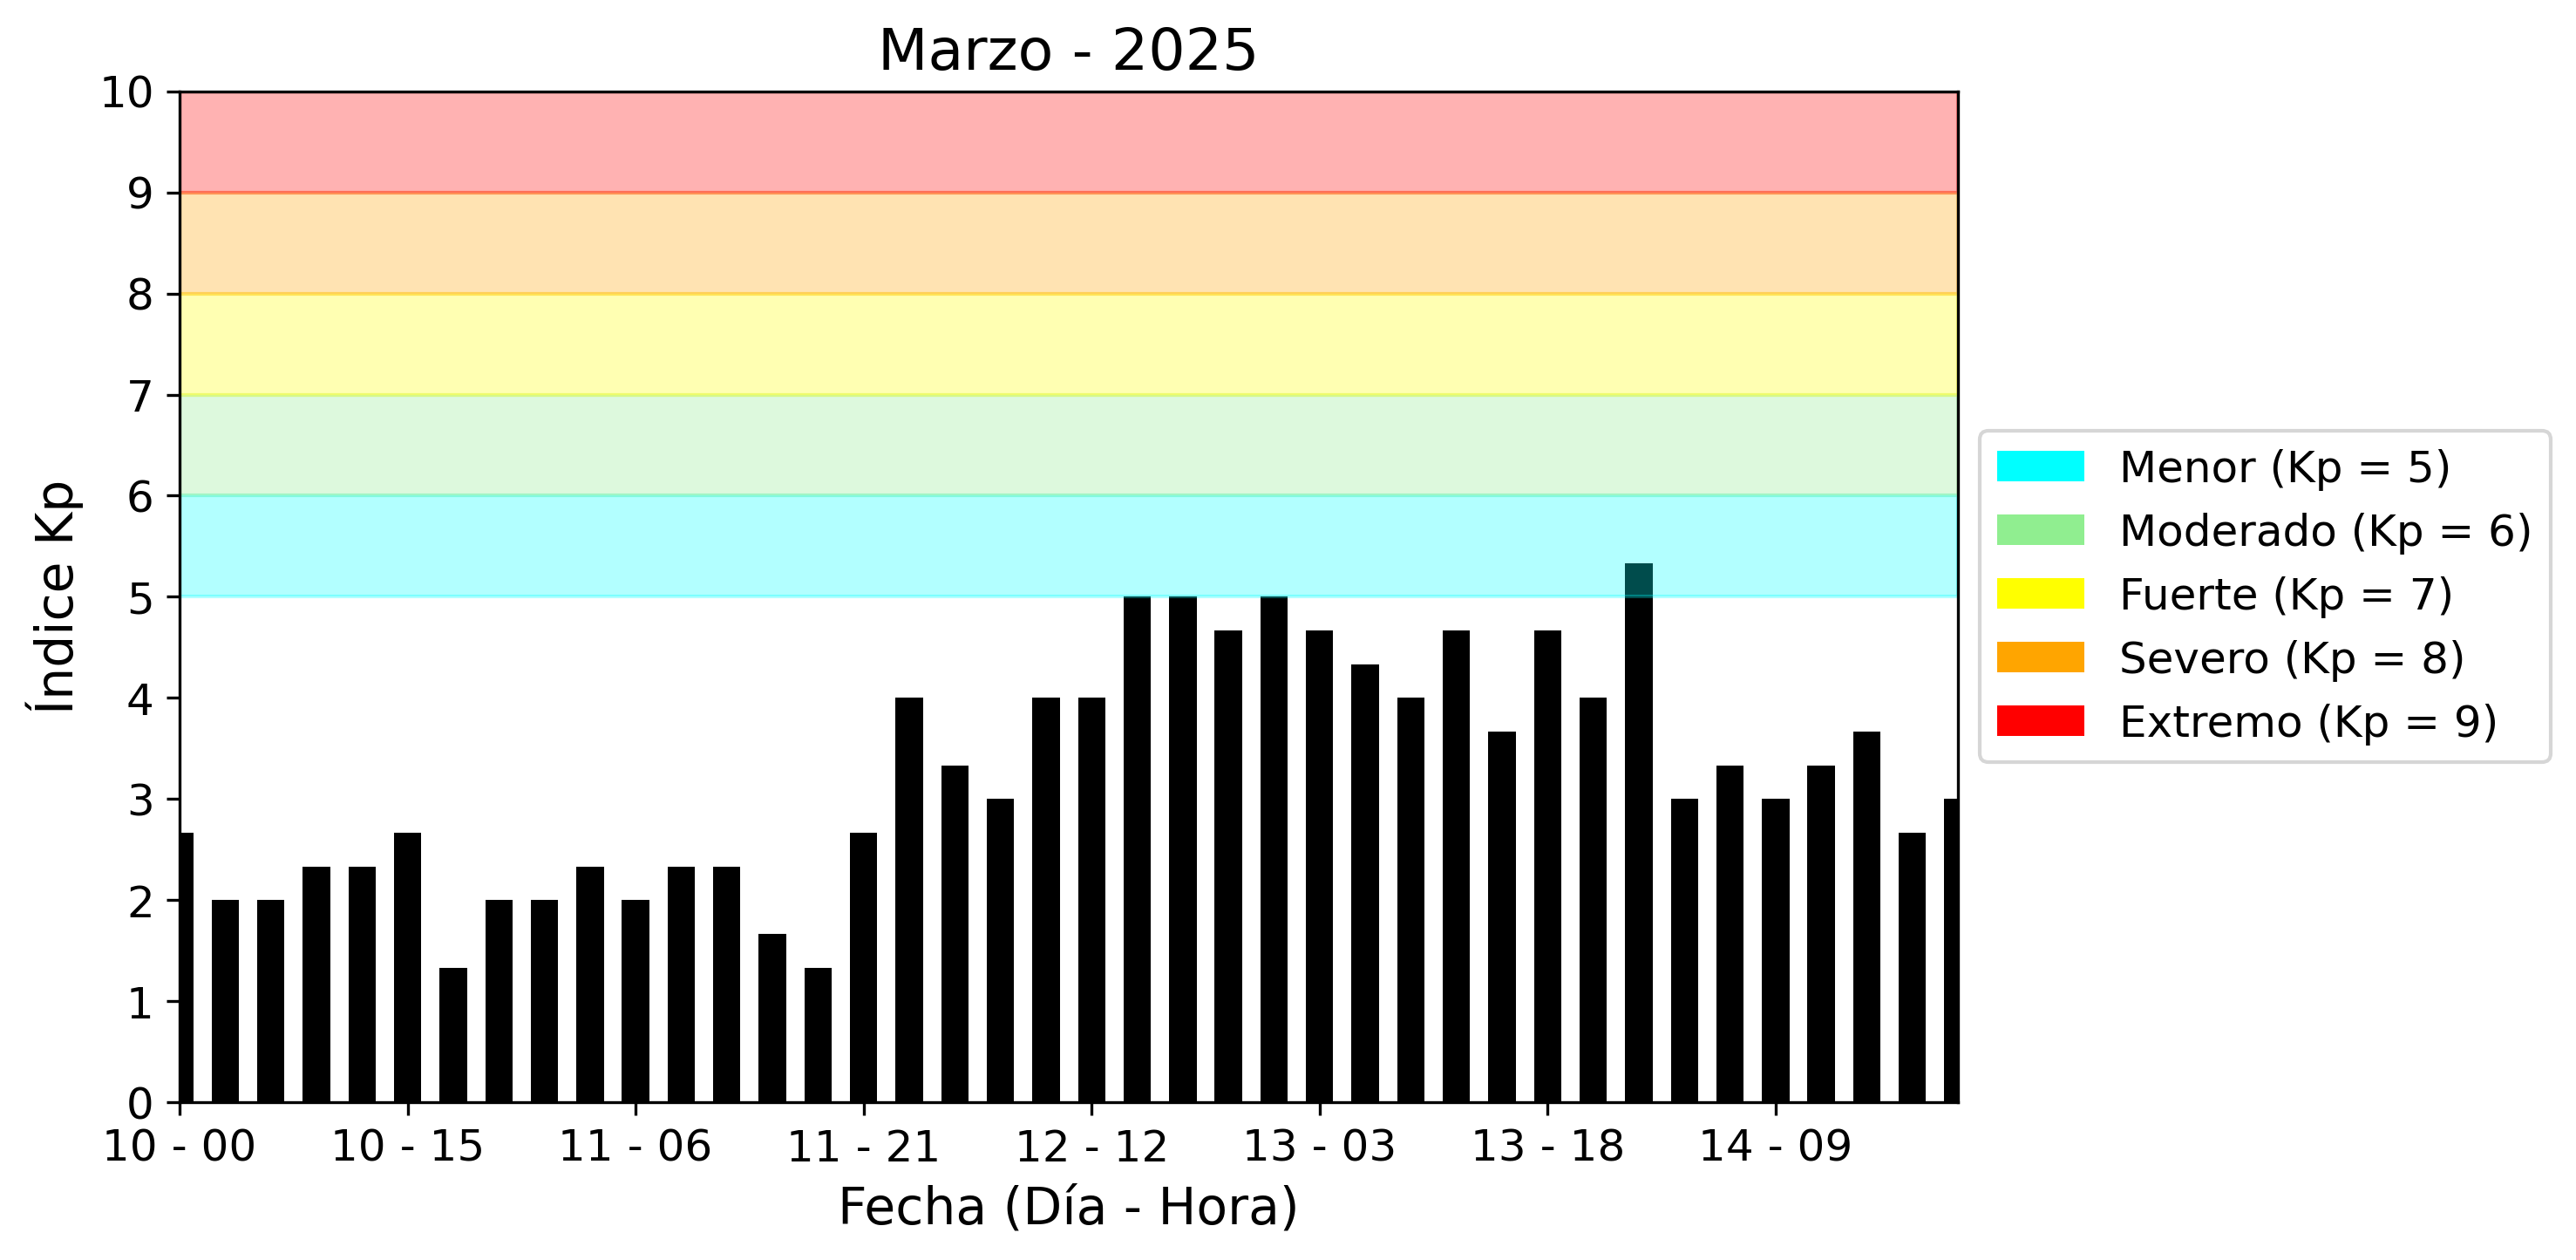 Marzo - 2025
10
9
8
7
6
5
4
3
2
1
0
Índice Kp
10 - 00
10 - 15
11 - 06
11 - 21
12 - 12
13 - 03
13 - 18
14 - 09
Fecha (Día - Hora)
Menor (Kp = 5)
Moderado (Kp = 6)
Fuerte (Kp = 7)
Severo (Kp = 8)
Extremo (Kp = 9)